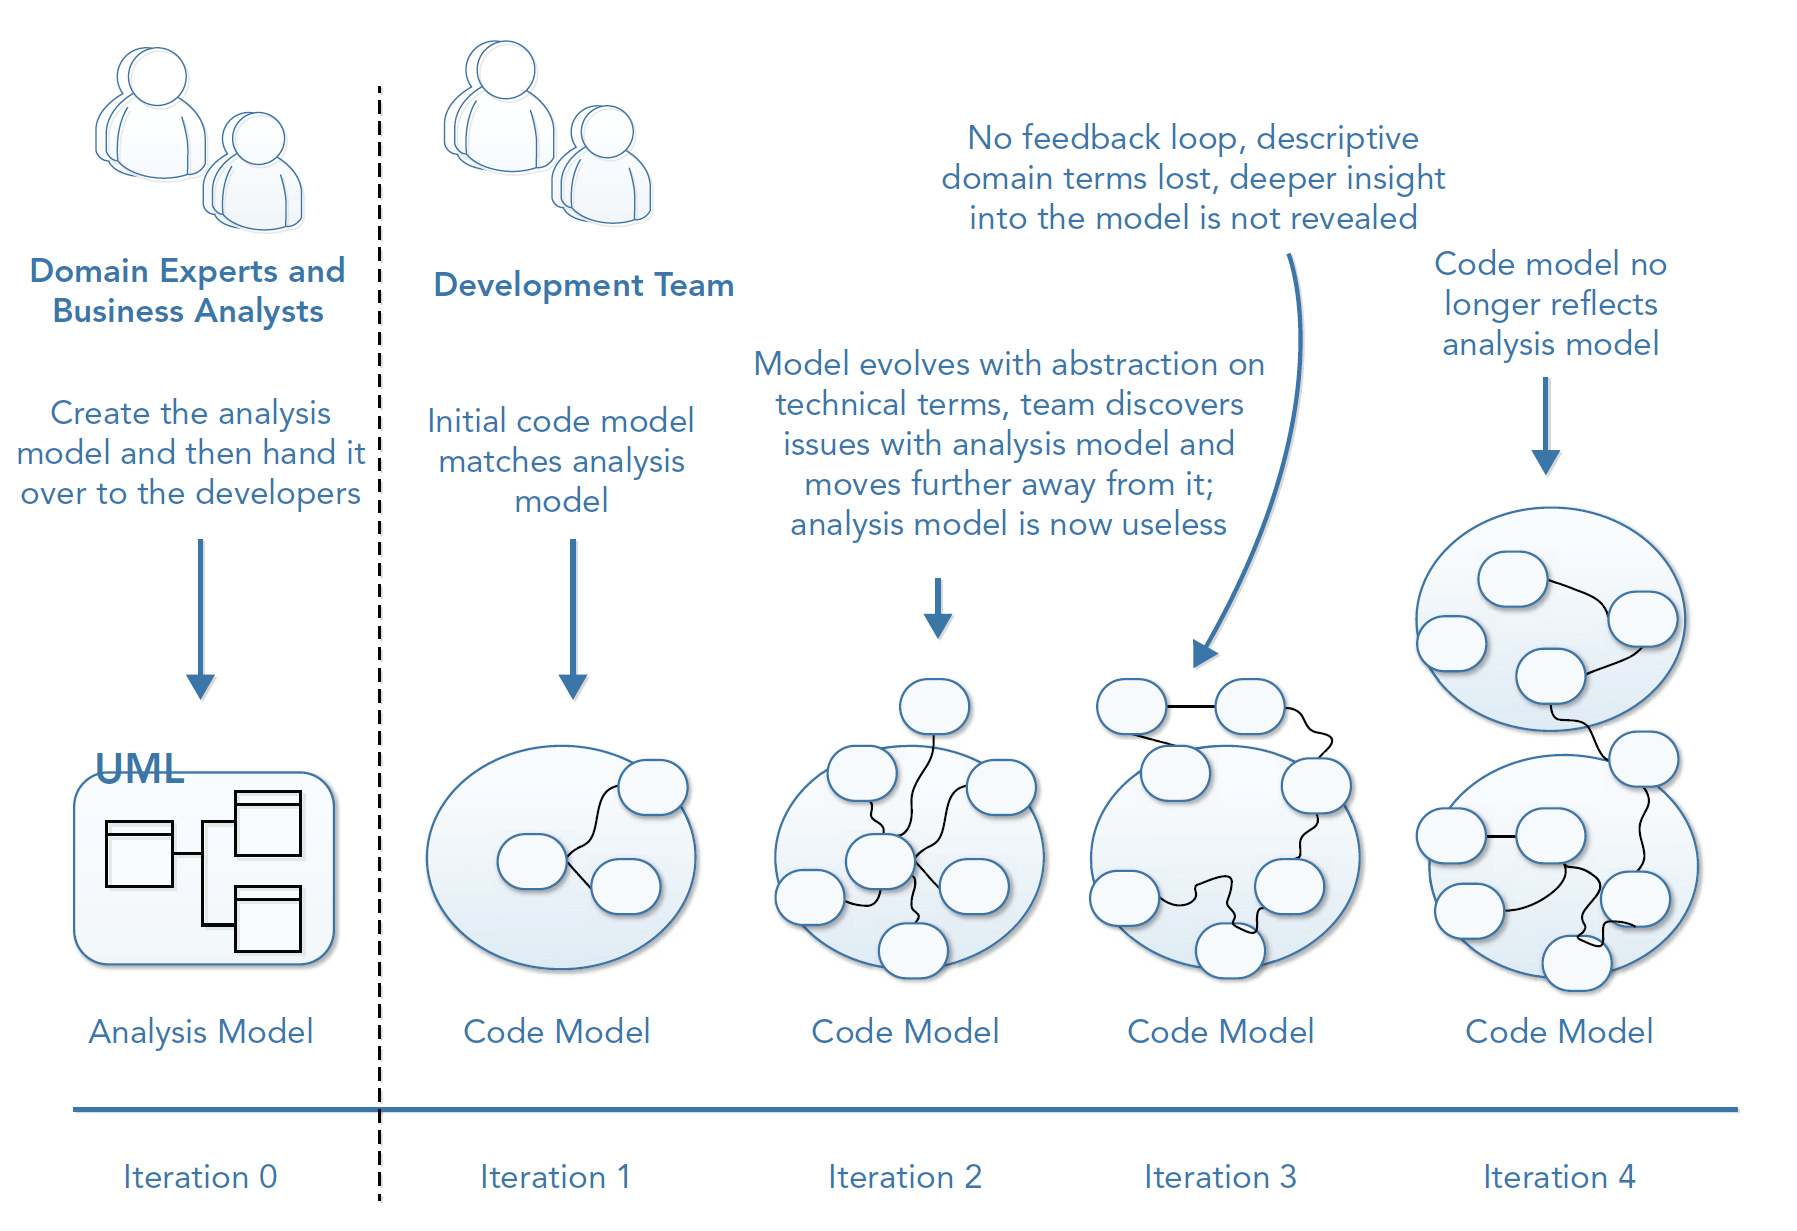 Domain Experts and
Business Analysts
Create the analysis
model and then hand it
over to the developers
UML
Analysis Model
Iteration 0
Development Team
Initial code model
matches analysis
model
Code Model
Iteration 1
Model evolves with abstraction on
technical terms, team discovers
issues with analysis model and
moves further away from it;
analysis model is now useless
Code Model
Iteration 2
No feedback loop, descriptive
domain terms lost, deeper insight
into the model is not revealed
Code Model
Iteration 3
Code model no
longer reflects
analysis model
Code Model
Iteration 4